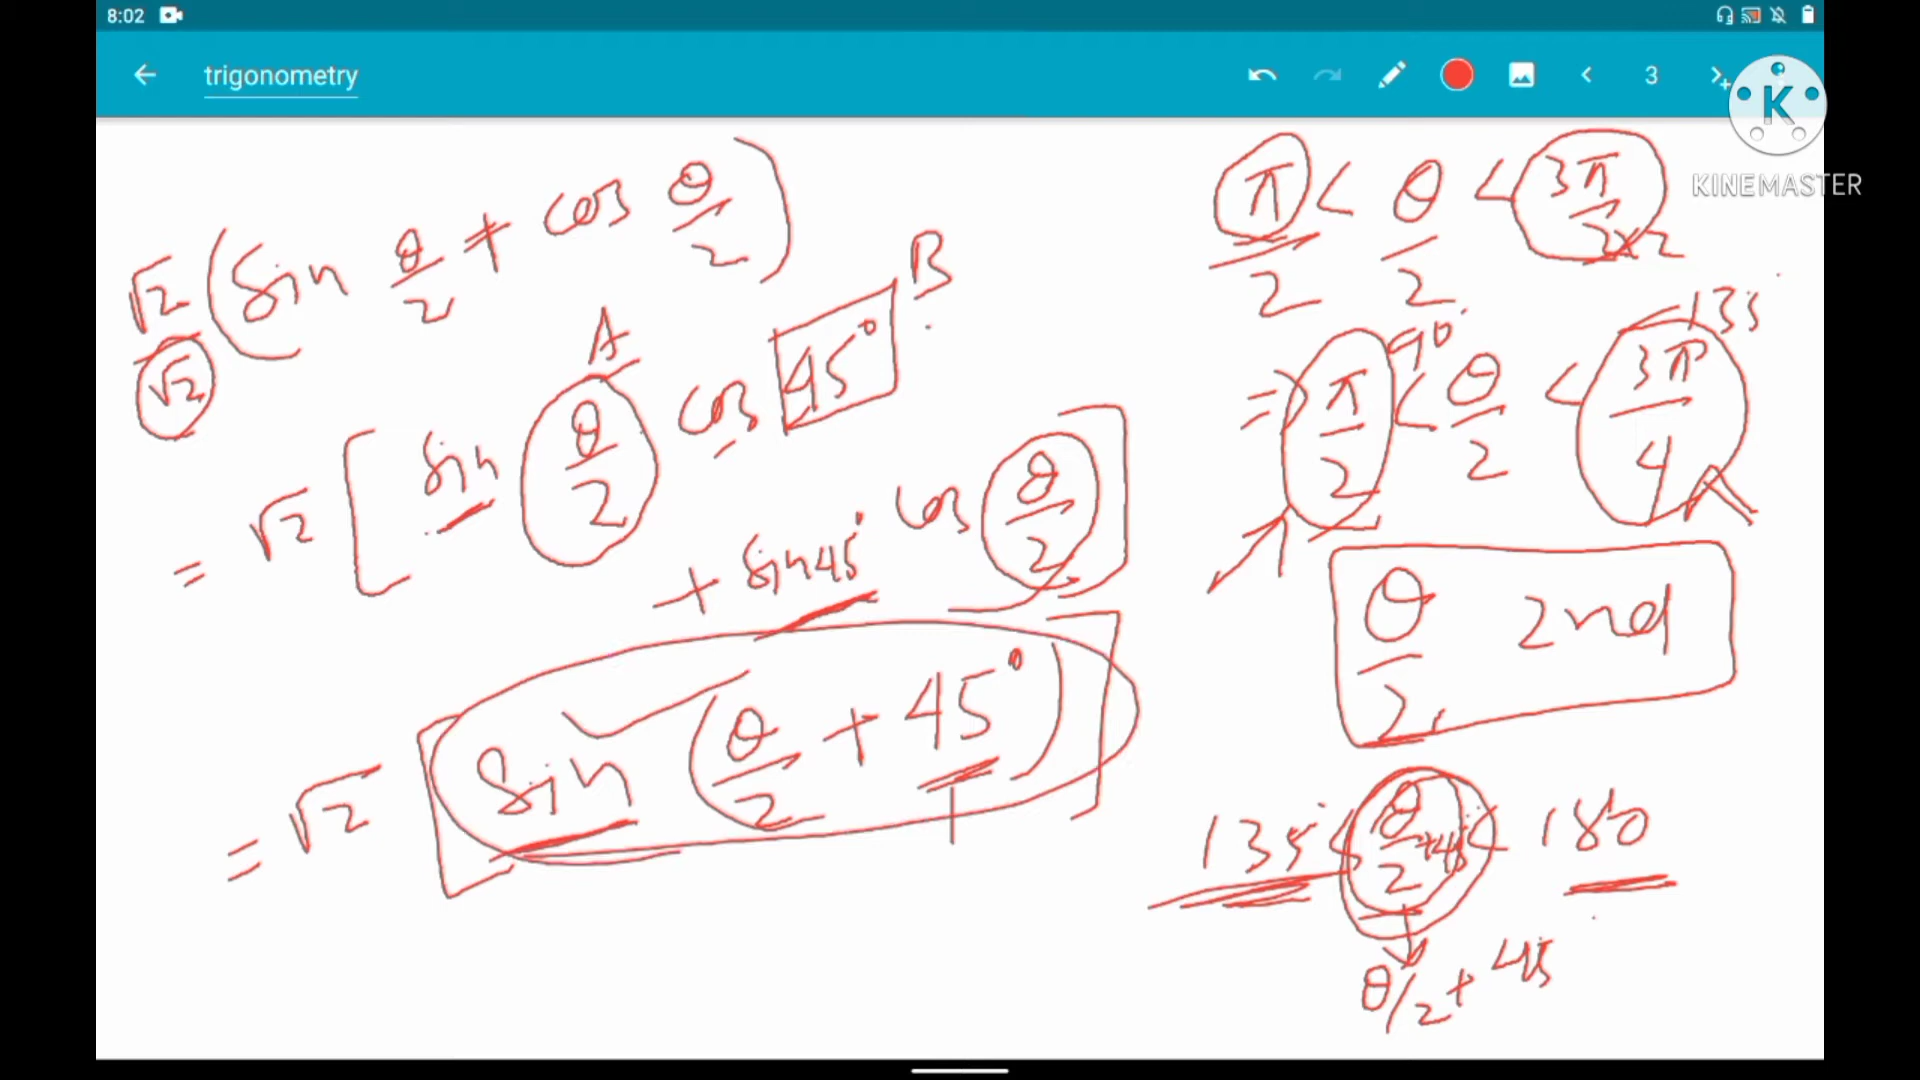 8:02
trigonometry
3
KINEMASTER
√2/√2 (sin θ/2 + cos θ/2)
A
B
= √2 [sin θ/2 cos 45°
+ sin 45° cos θ/2]
= √2 [sin (θ/2 + 45°)]
π/2 < θ/2 < 3π/2×2
90° 135
=> π/2 < θ/2 < 3π/4
θ/2 2nd
135° < θ/2 +45° < 180
θ/2 + 45